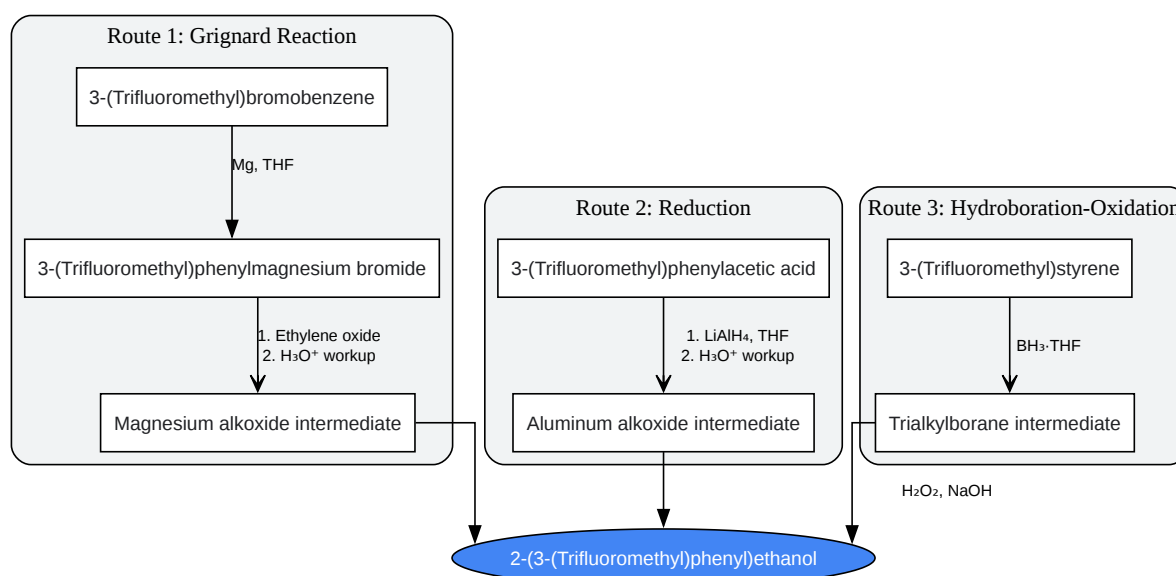 Route 1: Grignard Reaction
3-(Trifluoromethyl)bromobenzene
Mg, THF
3-(Trifluoromethyl)phenylmagnesium bromide
1. Ethylene oxide
2. H₃O⁺ workup
Magnesium alkoxide intermediate
Route 2: Reduction
3-(Trifluoromethyl)phenylacetic acid
1. LiAlH₄, THF
2. H₃O⁺ workup
Aluminum alkoxide intermediate
Route 3: Hydroboration-Oxidation
3-(Trifluoromethyl)styrene
BH₃·THF
Trialkylborane intermediate
H₂O₂, NaOH
2-(3-(Trifluoromethyl)phenyl)ethanol